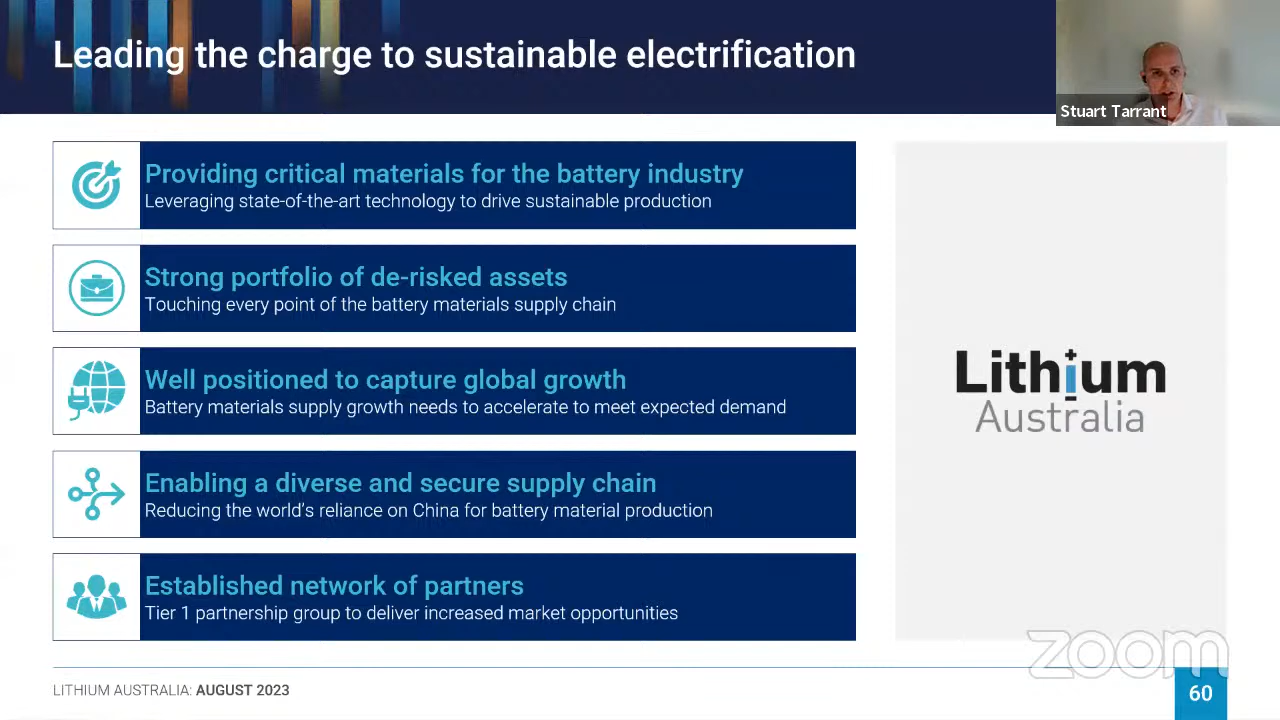 Leading the charge to sustainable electrification
Stuart Tarrant
Providing critical materials for the battery industry
Leveraging state-of-the-art technology to drive sustainable production
Strong portfolio of de-risked assets
Touching every point of the battery materials supply chain
Well positioned to capture global growth
Battery materials supply growth needs to accelerate to meet expected demand
Enabling a diverse and secure supply chain
Reducing the world’s reliance on China for battery material production
Established network of partners
Tier 1 partnership group to deliver increased market opportunities
Lithium
Australia
zoom
LITHIUM AUSTRALIA: AUGUST 2023
60